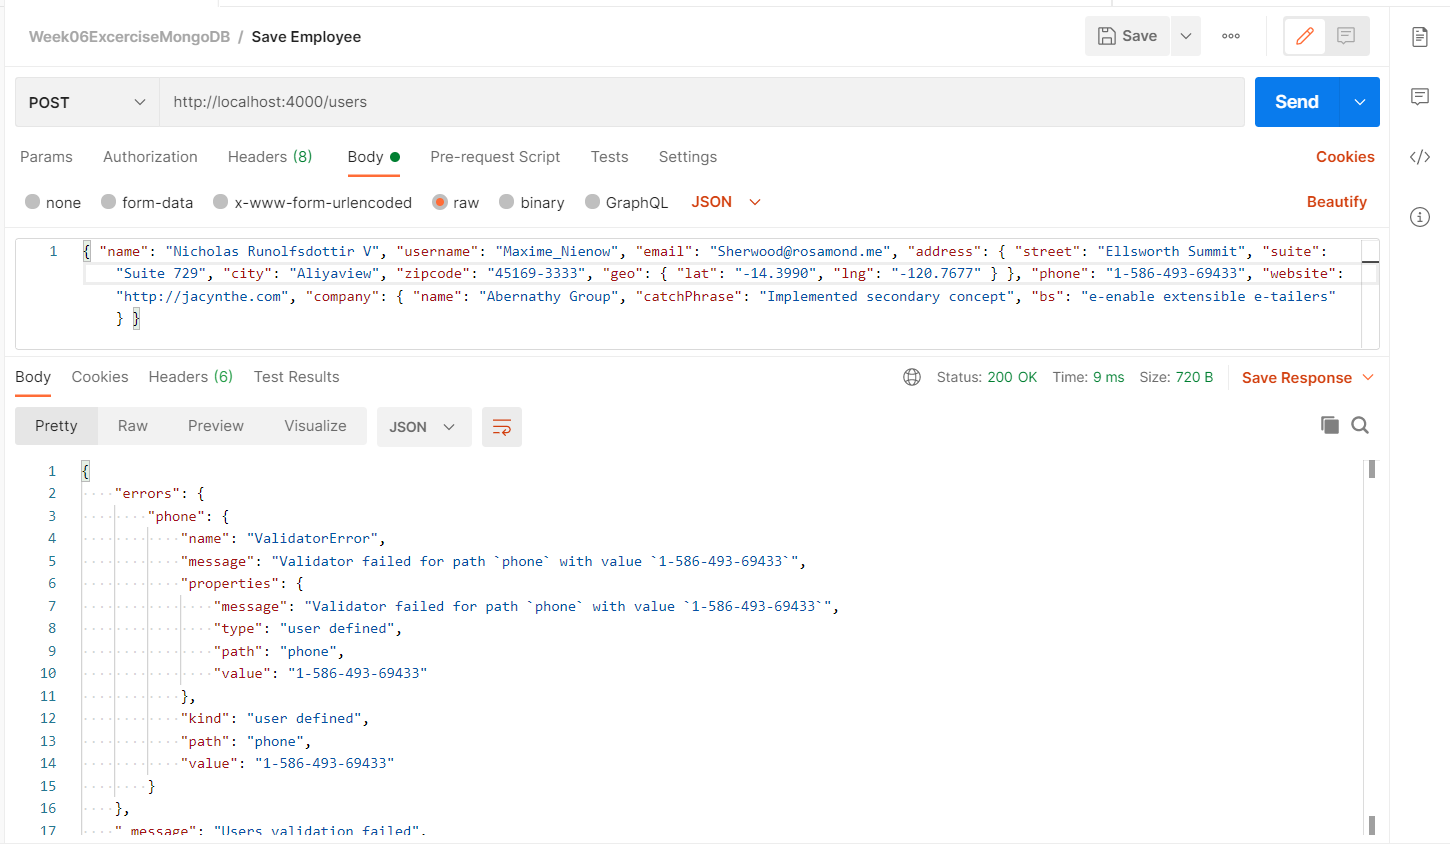 Week06ExcerciseMongoDB / Save Employee
Save
POST
http://localhost:4000/users
Send
Params Authorization Headers (8) Body Pre-request Script Tests Settings Cookies
none form-data x-www-form-urlencoded raw binary GraphQL JSON Beautify
1 { "name": "Nicholas Runolfsdottir V", "username": "Maxime_Nienow", "email": "Sherwood@rosamond.me", "address": { "street": "Ellsworth Summit", "suite":
"Suite 729", "city": "Aliyaview", "zipcode": "45169-3333", "geo": { "lat": "-14.3990", "lng": "-120.7677" } }, "phone": "1-586-493-69433", "website":
"http://jacynthe.com", "company": { "name": "Abernathy Group", "catchPhrase": "Implemented secondary concept", "bs": "e-enable extensible e-tailers"
} }
Body Cookies Headers (6) Test Results Status: 200 OK Time: 9 ms Size: 720 B Save Response
Pretty Raw Preview Visualize JSON
1 {
2 "errors": {
3 "phone": {
4 "name": "ValidatorError",
5 "message": "Validator failed for path `phone` with value `1-586-493-69433`",
6 "properties": {
7 "message": "Validator failed for path `phone` with value `1-586-493-69433`",
8 "type": "user defined",
9 "path": "phone",
10 "value": "1-586-493-69433"
11 },
12 "kind": "user defined",
13 "path": "phone",
14 "value": "1-586-493-69433"
15 }
16 },
17 "_message": "Users validation failed",